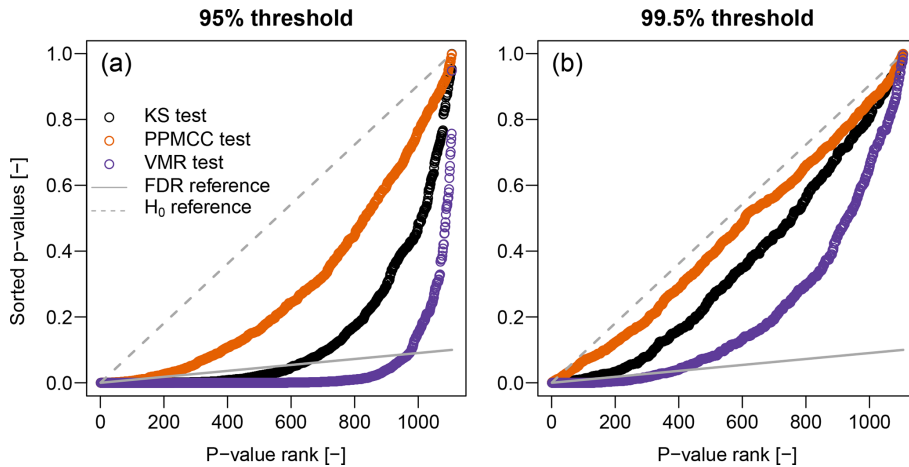 95% threshold
99.5% threshold
(a)
(b)
KS test
PPMCC test
VMR test
FDR reference
H₀ reference
Sorted p−values [−]
1.0
0.8
0.6
0.4
0.2
0.0
0 200 400 600 800 1000
P−value rank [−]
1.0
0.8
0.6
0.4
0.2
0.0
0 200 400 600 800 1000
P−value rank [−]